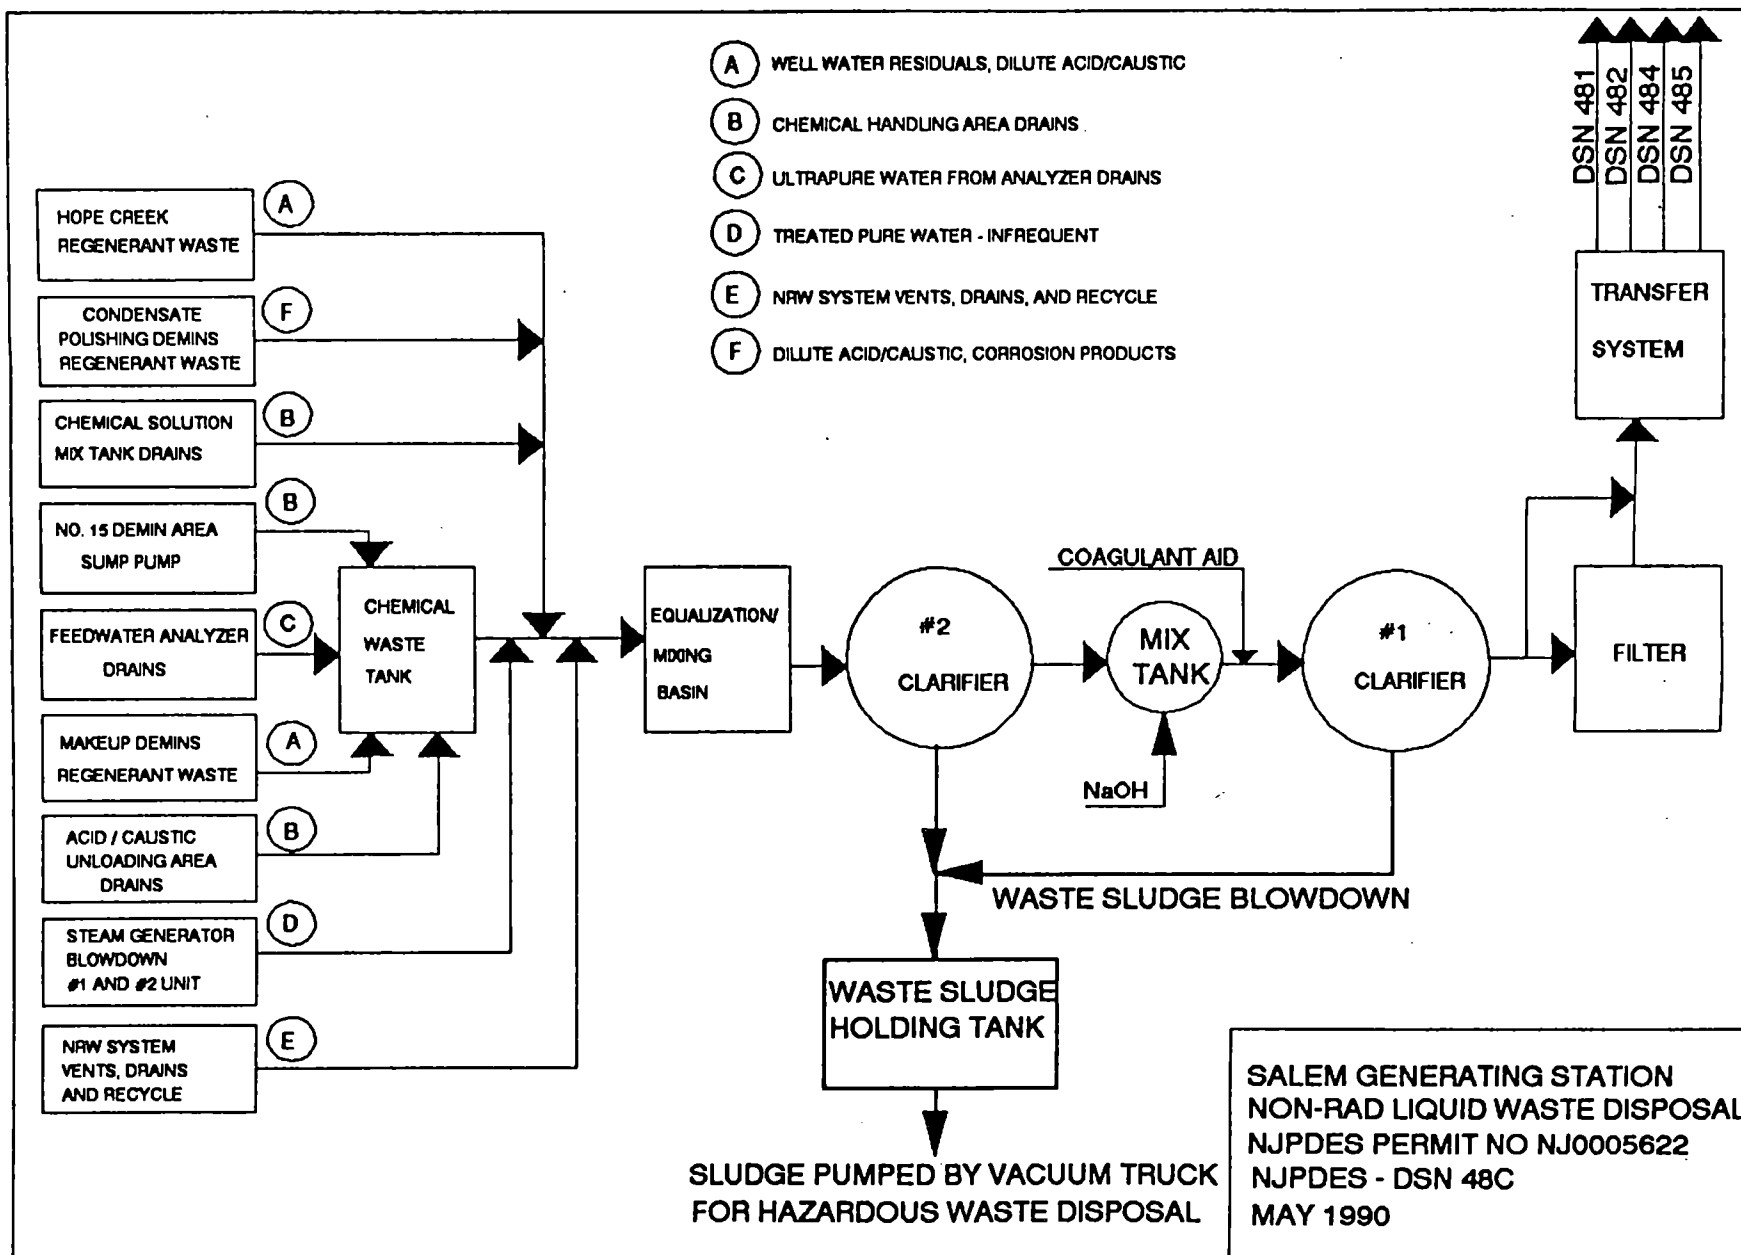 A WELL WATER RESIDUALS, DILUTE ACID/CAUSTIC
B CHEMICAL HANDLING AREA DRAINS
C ULTRAPURE WATER FROM ANALYZER DRAINS
D TREATED PURE WATER - INFREQUENT
E NRW SYSTEM VENTS, DRAINS, AND RECYCLE
F DILUTE ACID/CAUSTIC, CORROSION PRODUCTS
DSN 481
DSN 482
DSN 484
DSN 485
TRANSFER
SYSTEM
HOPE CREEK
REGENERANT WASTE
A
CONDENSATE
POLISHING DEMINS
REGENERANT WASTE
F
CHEMICAL SOLUTION
MIX TANK DRAINS
B
NO. 15 DEMIN AREA
SUMP PUMP
B
FEEDWATER ANALYZER
DRAINS
C
MAKEUP DEMINS
REGENERANT WASTE
A
ACID / CAUSTIC
UNLOADING AREA
DRAINS
B
STEAM GENERATOR
BLOWDOWN
#1 AND #2 UNIT
D
NRW SYSTEM
VENTS, DRAINS
AND RECYCLE
E
CHEMICAL
WASTE
TANK
EQUALIZATION/
MIXING
BASIN
#2
CLARIFIER
COAGULANT AID
MIX
TANK
NaOH
#1
CLARIFIER
FILTER
WASTE SLUDGE BLOWDOWN
WASTE SLUDGE
HOLDING TANK
SLUDGE PUMPED BY VACUUM TRUCK
FOR HAZARDOUS WASTE DISPOSAL
SALEM GENERATING STATION
NON-RAD LIQUID WASTE DISPOSAL
NJPDES PERMIT NO NJ0005622
NJPDES - DSN 48C
MAY 1990